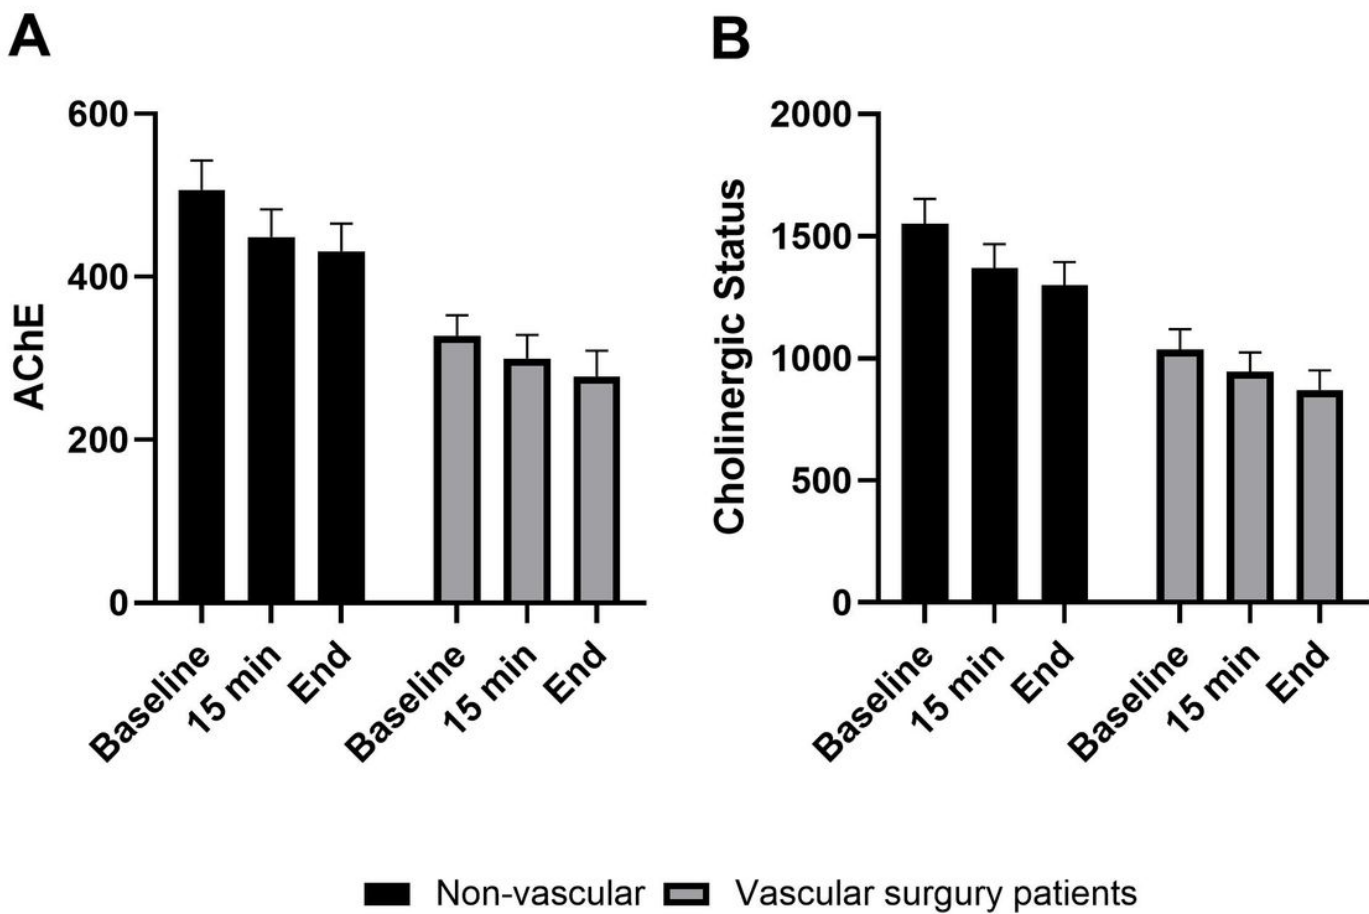 A
B
600
400
200
0
AChE
Baseline
15 min
End
Baseline
15 min
End
2000
1500
1000
500
0
Cholinergic Status
Baseline
15 min
End
Baseline
15 min
End
Non-vascular
Vascular surgury patients